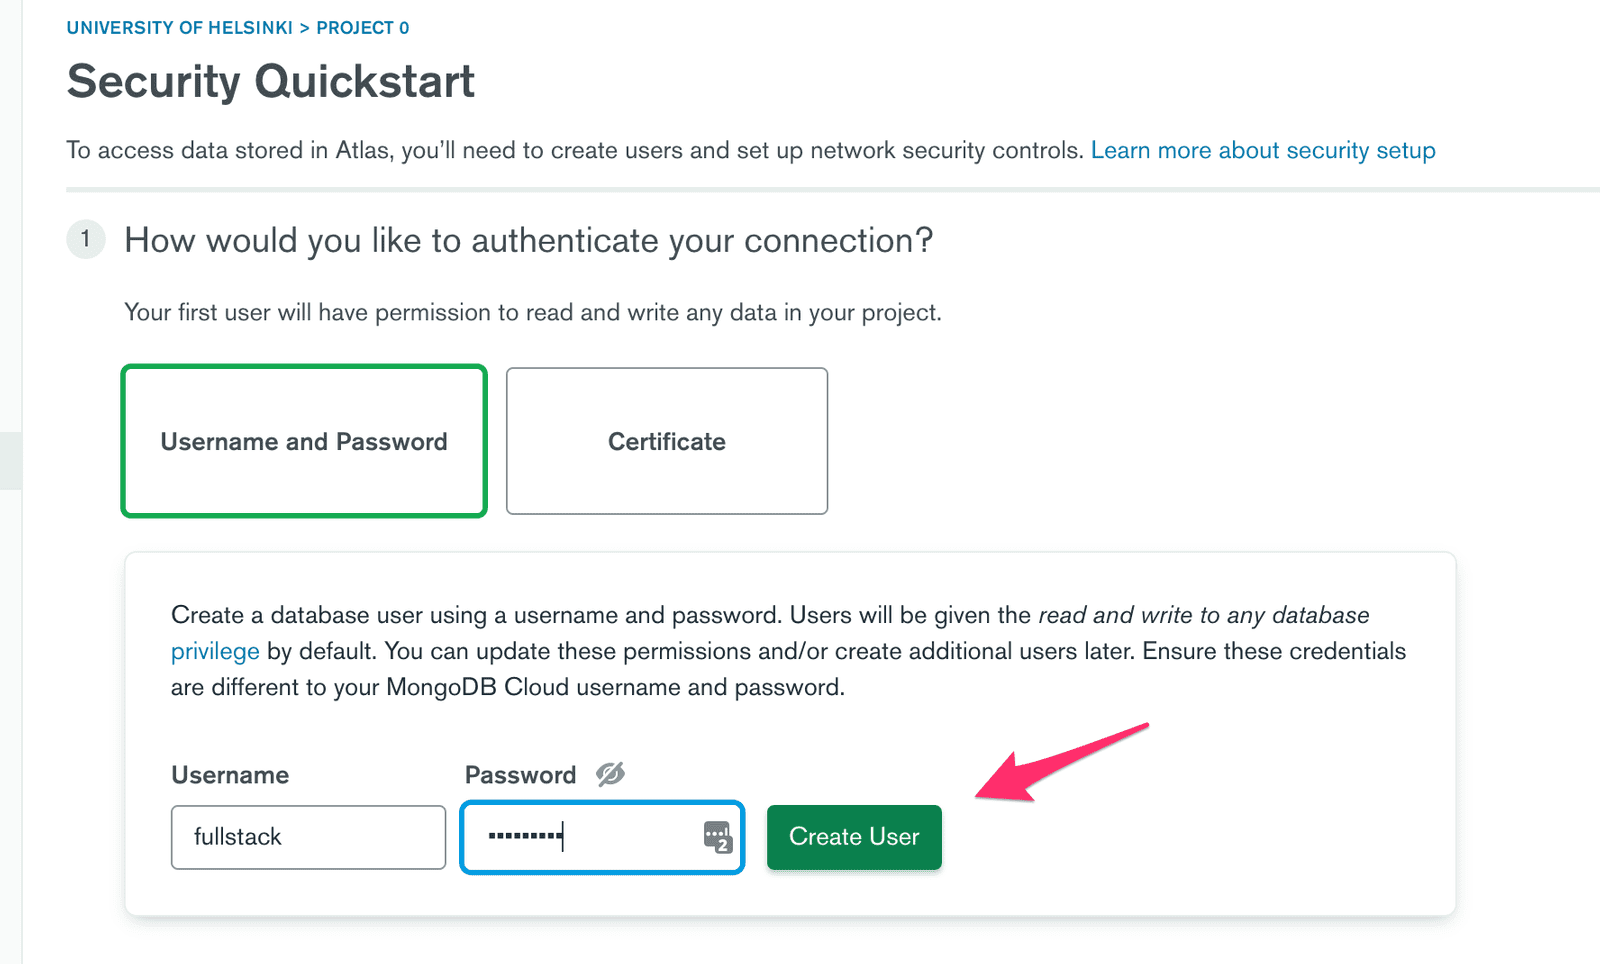 UNIVERSITY OF HELSINKI > PROJECT 0
Security Quickstart
To access data stored in Atlas, you’ll need to create users and set up network security controls. Learn more about security setup
1 How would you like to authenticate your connection?
Your first user will have permission to read and write any data in your project.
Username and Password Certificate
Create a database user using a username and password. Users will be given the read and write to any database
privilege by default. You can update these permissions and/or create additional users later. Ensure these credentials
are different to your MongoDB Cloud username and password.
Username Password
fullstack ••••••••• 2 Create User